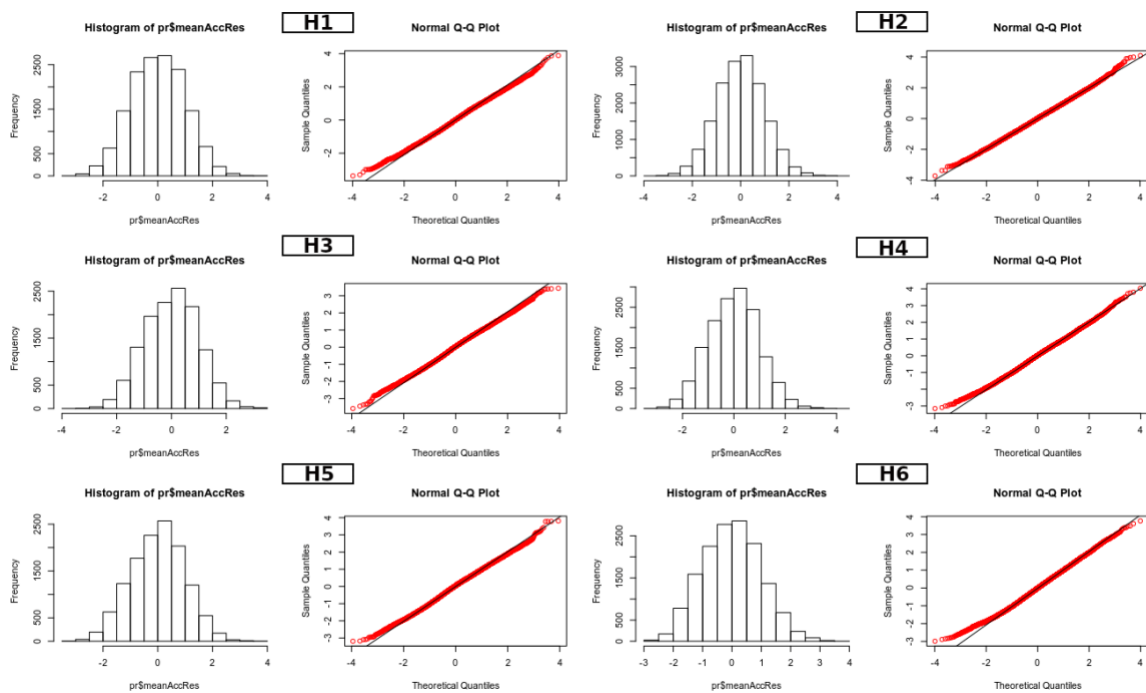 H1
Histogram of pr$meanAccRes
Frequency
500
1500
2500
-2
0
2
4
pr$meanAccRes
Normal Q-Q Plot
Sample Quantiles
-2
0
2
4
-4
-2
0
2
4
Theoretical Quantiles
H2
Histogram of pr$meanAccRes
Frequency
0
1000
2000
3000
-4
-2
0
2
4
pr$meanAccRes
Normal Q-Q Plot
Sample Quantiles
-4
-2
0
2
4
-4
-2
0
2
4
Theoretical Quantiles
H3
Histogram of pr$meanAccRes
Frequency
0
500
1500
2500
-4
-2
0
2
pr$meanAccRes
Normal Q-Q Plot
Sample Quantiles
-3
-2
-1
0
1
2
3
-4
-2
0
2
4
Theoretical Quantiles
H4
Histogram of pr$meanAccRes
Frequency
0
500
1500
2500
-2
0
2
4
pr$meanAccRes
Normal Q-Q Plot
Sample Quantiles
-3
-1
0
1
2
3
4
-4
-2
0
2
4
Theoretical Quantiles
H5
Histogram of pr$meanAccRes
Frequency
0
500
1500
2500
-4
-2
0
2
4
pr$meanAccRes
Normal Q-Q Plot
Sample Quantiles
-3
-2
-1
0
1
2
3
4
-4
-2
0
2
4
Theoretical Quantiles
H6
Histogram of pr$meanAccRes
Frequency
0
500
1500
2500
-3
-2
-1
0
1
2
3
4
pr$meanAccRes
Normal Q-Q Plot
Sample Quantiles
-3
-2
-1
0
1
2
3
4
-4
-2
0
2
4
Theoretical Quantiles